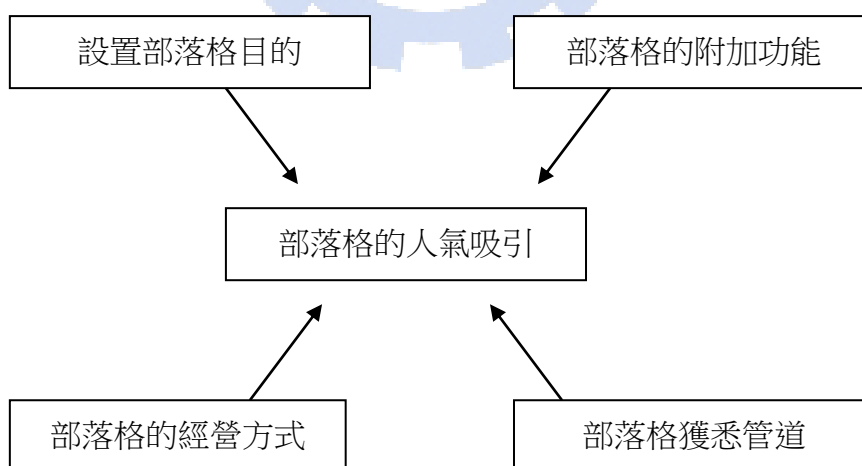 設置部落格目的
部落格的附加功能
部落格的人氣吸引
部落格的經營方式
部落格獲悉管道